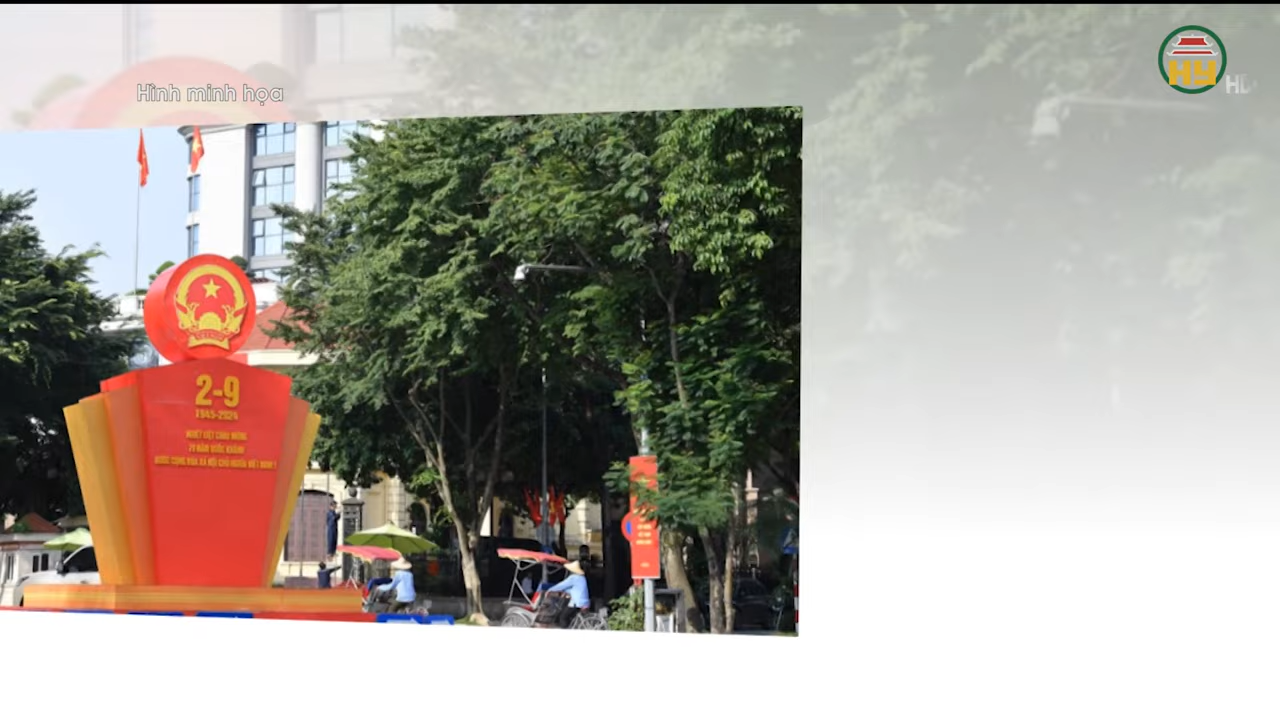 Hình minh họa
HY
HD
2-9
1945-2024
NHIỆT LIỆT CHÀO MỪNG
79 NĂM QUỐC KHÁNH
NƯỚC CỘNG HÒA XÃ HỘI CHỦ NGHĨA VIỆT NAM !